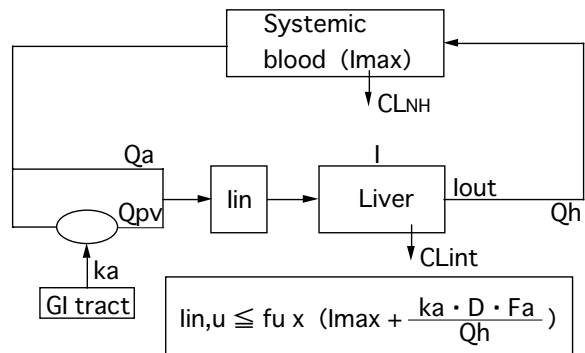 Systemic
blood (Imax)
CLNH
Qa
I
Iin
Liver
Iout
Qpv
Qh
ka
CLint
GI tract
Iin,u ≦ fu x (Imax + ka · D · Fa / Qh)